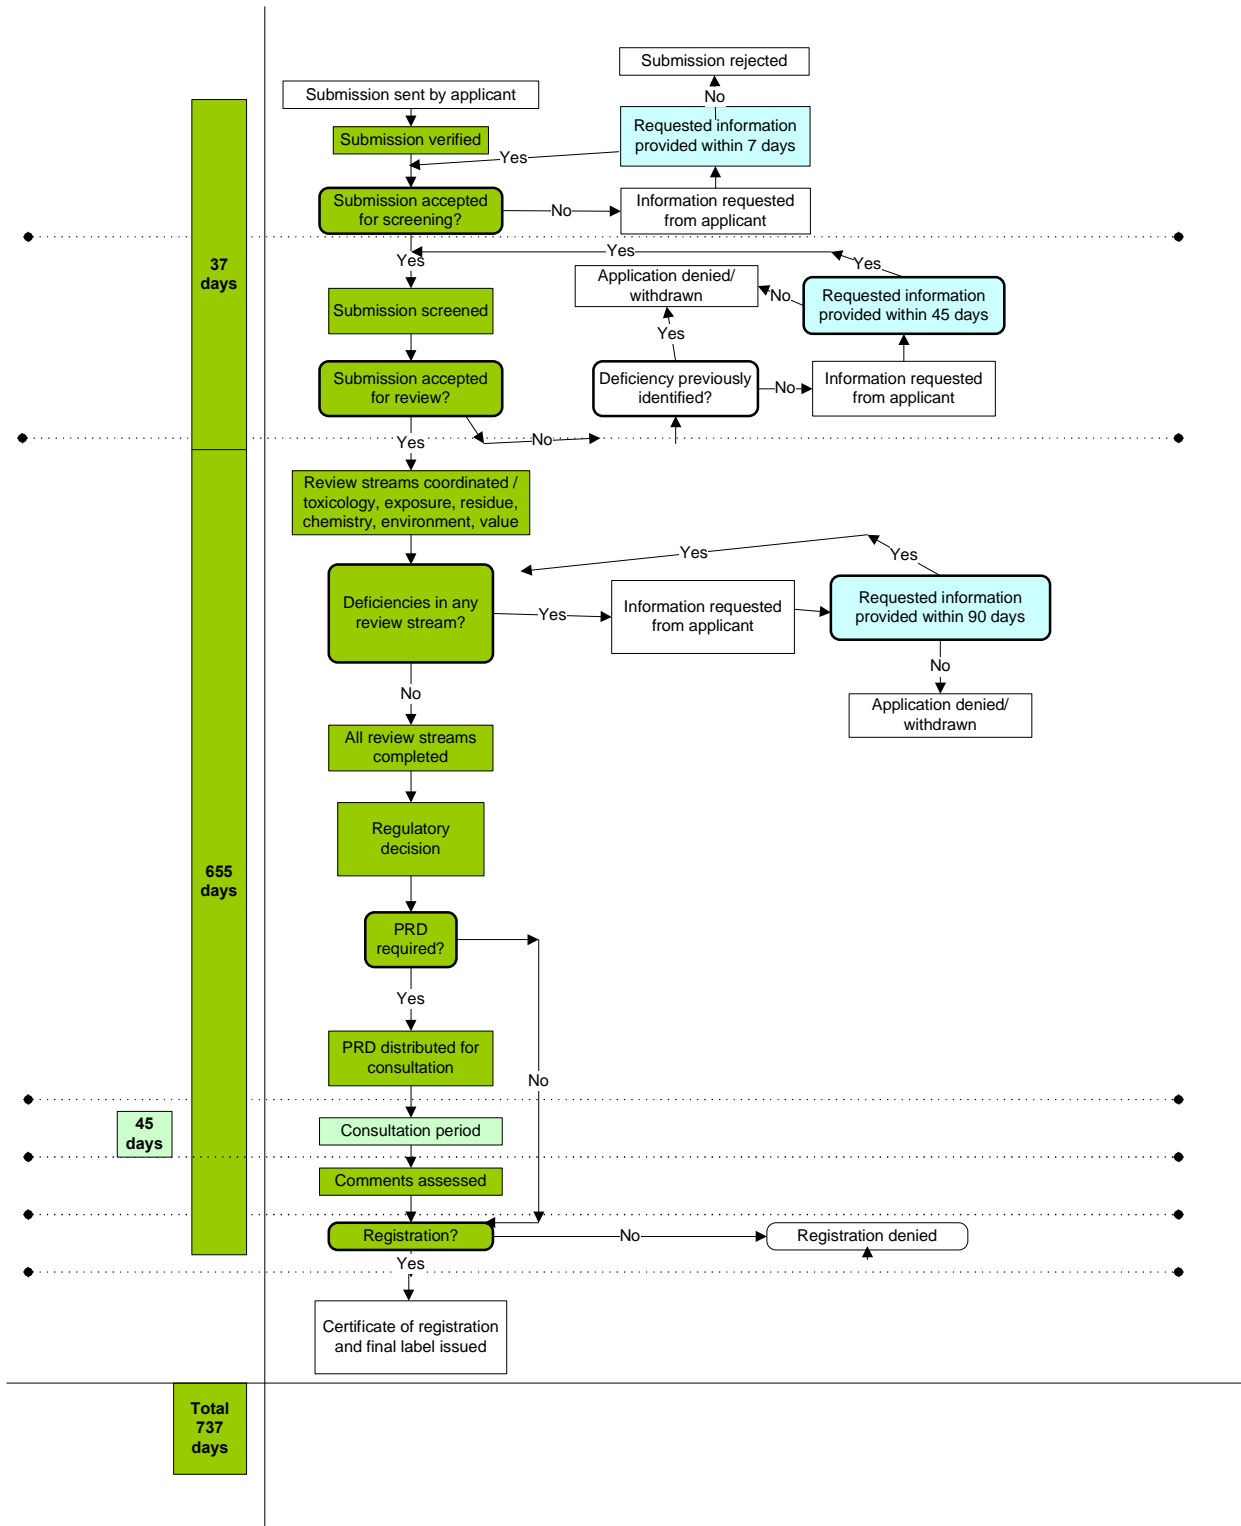 Submission rejected
Submission sent by applicant
No
Requested information
provided within 7 days
Submission verified
Yes
Submission accepted
for screening?
No
Information requested
from applicant
Yes
Yes
37
days
Yes
Application denied/
withdrawn
No
Requested information
provided within 45 days
Submission screened
Yes
Submission accepted
for review?
Deficiency previously
identified?
No
Information requested
from applicant
Yes
No
Review streams coordinated /
toxicology, exposure, residue,
chemistry, environment, value
Yes
Yes
Deficiencies in any
review stream?
Yes
Information requested
from applicant
Requested information
provided within 90 days
No
No
Application denied/
withdrawn
All review streams
completed
Regulatory
decision
655
days
PRD
required?
Yes
PRD distributed for
consultation
No
45
days
Consultation period
Comments assessed
Registration?
No
Registration denied
Yes
Certificate of registration
and final label issued
Total
737
days